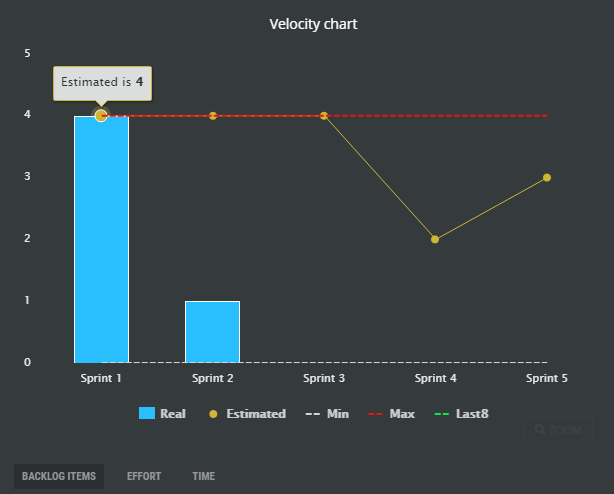 Velocity chart
5
Estimated is 4
4
3
2
1
0
Sprint 1 Sprint 2 Sprint 3 Sprint 4 Sprint 5
Real Estimated Min Max Last8
ZOOM
BACKLOG ITEMS EFFORT TIME